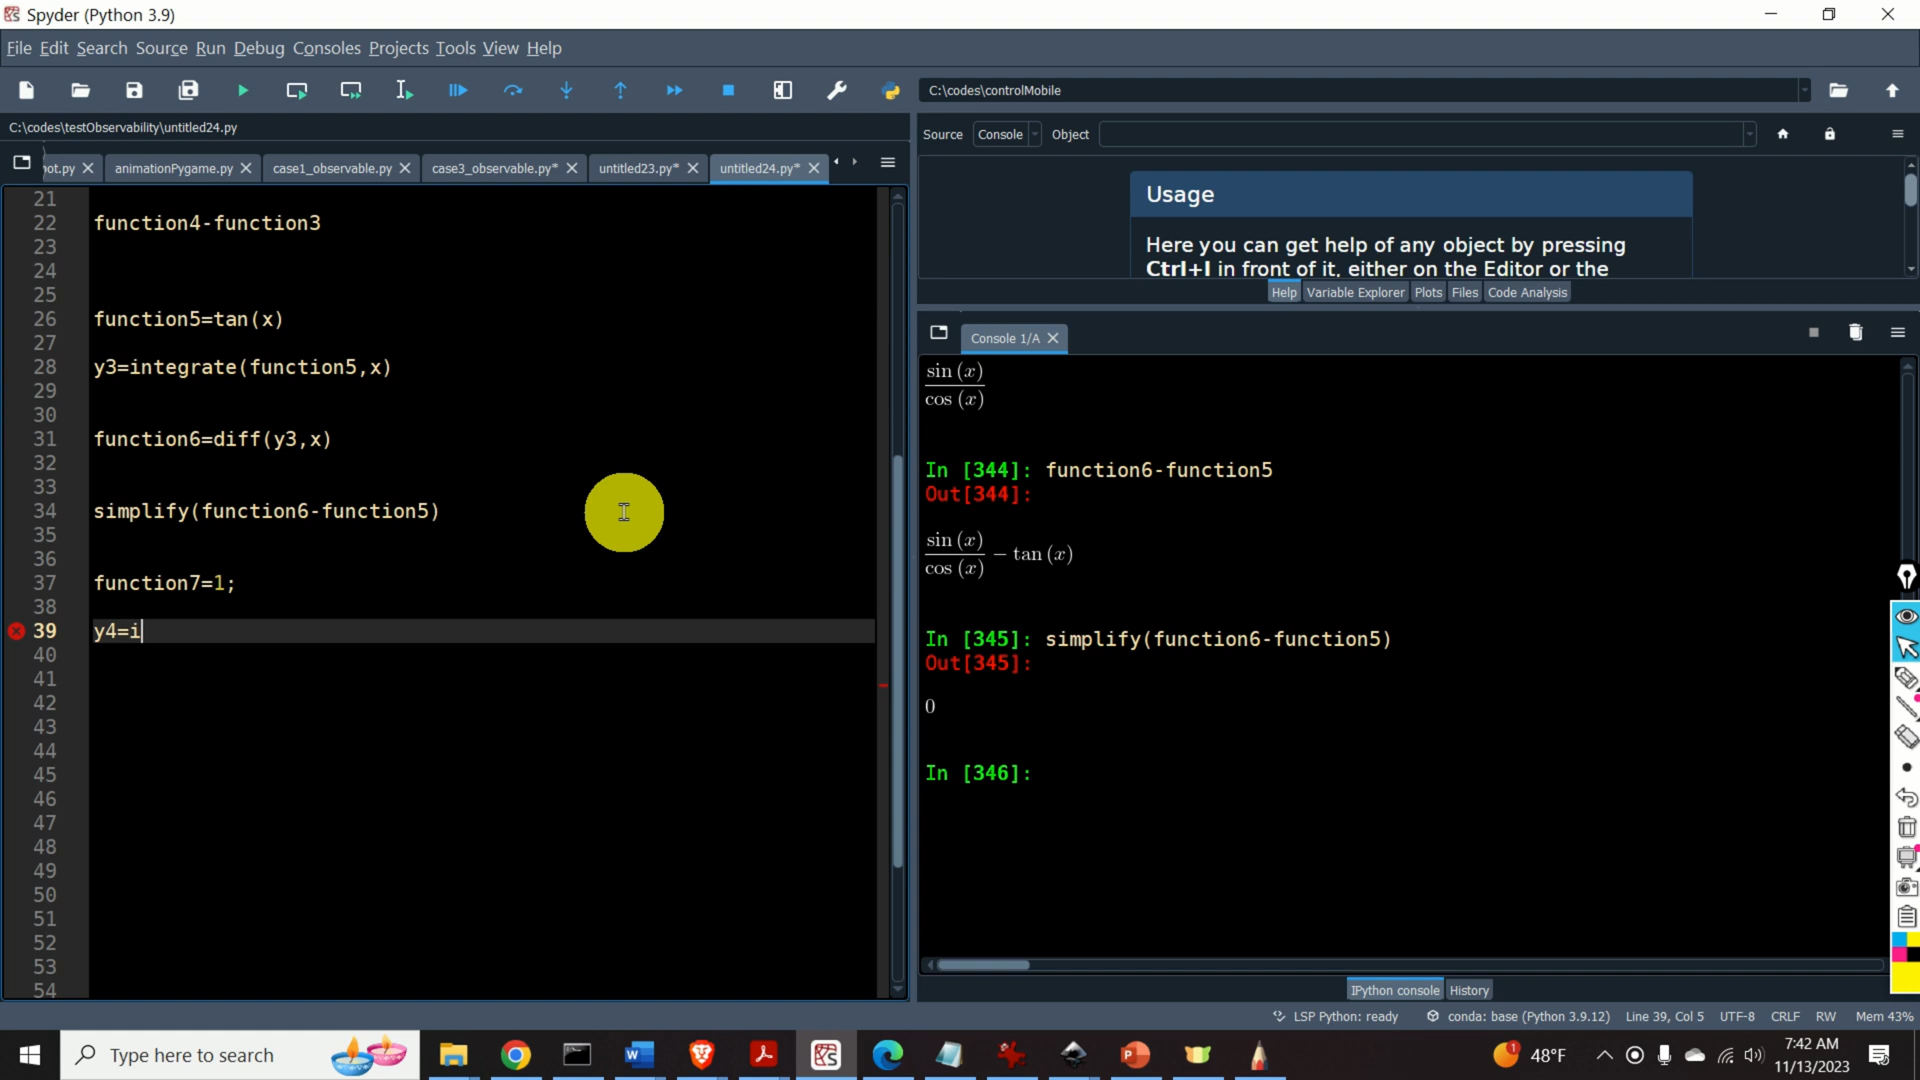 Spyder (Python 3.9)
File Edit Search Source Run Debug Consoles Projects Tools View Help
C:\codes\controlMobile
C:\codes\testObservability\untitled24.py
Source Console Object
ot.py animationPygame.py case1_observable.py case3_observable.py* untitled23.py* untitled24.py*
Usage
Here you can get help of any object by pressing
Ctrl+I in front of it, either on the Editor or the
Help Variable Explorer Plots Files Code Analysis
21
22 function4-function3
23
24
25
26 function5=tan(x)
27
28 y3=integrate(function5,x)
29
30
31 function6=diff(y3,x)
32
33
34 simplify(function6-function5)
35
36
37 function7=1;
38
39 y4=i
40
41
42
43
44
45
46
47
48
49
50
51
52
53
54
Console 1/A
sin (x)
cos (x)
In [344]: function6-function5
Out[344]:
sin (x)
cos (x) − tan (x)
In [345]: simplify(function6-function5)
Out[345]:
0
In [346]:
IPython console History
LSP Python: ready conda: base (Python 3.9.12) Line 39, Col 5 UTF-8 CRLF RW Mem 43%
Type here to search
1
48°F
7:42 AM
11/13/2023